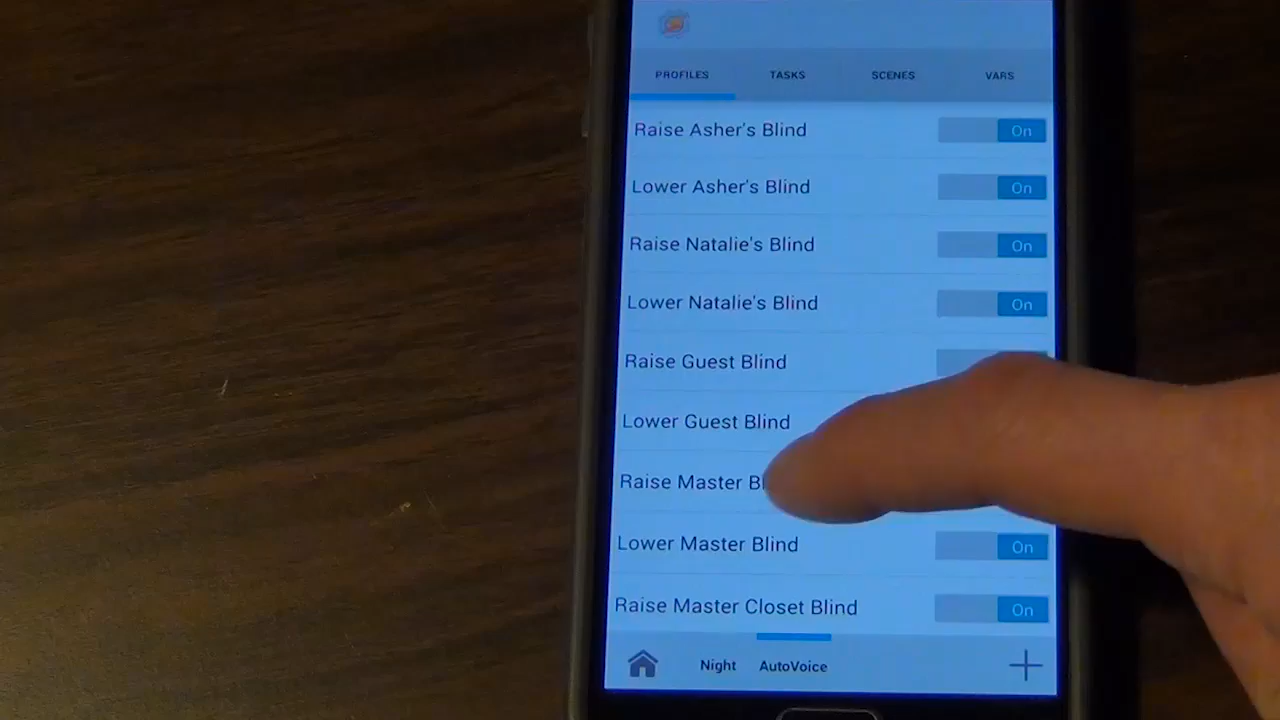 PROFILES TASKS SCENES VARS
Raise Asher's Blind On
Lower Asher's Blind On
Raise Natalie's Blind On
Lower Natalie's Blind On
Raise Guest Blind
Lower Guest Blind
Raise Master
Lower Master Blind On
Raise Master Closet Blind On
Night AutoVoice